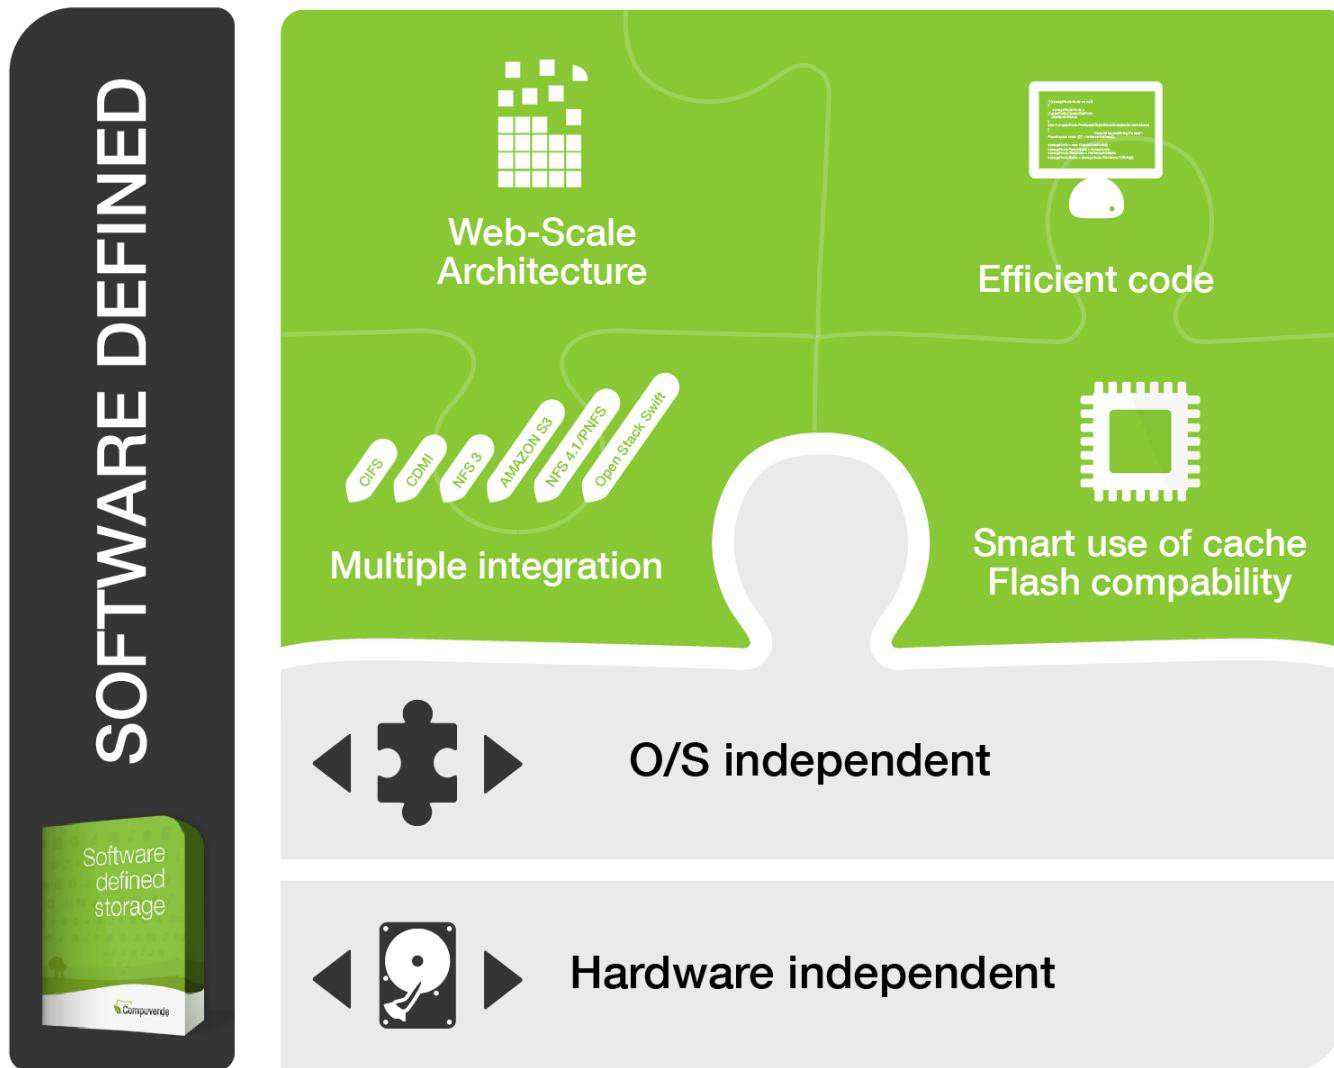 SOFTWARE DEFINED
Software
defined
storage
Compuverde
Web-Scale
Architecture
Efficient code
CIFS
CDMI
NFS 3
AMAZON S3
NFS 4.1/PNFS
Open Stack Swift
Multiple integration
Smart use of cache
Flash compability
O/S independent
Hardware independent